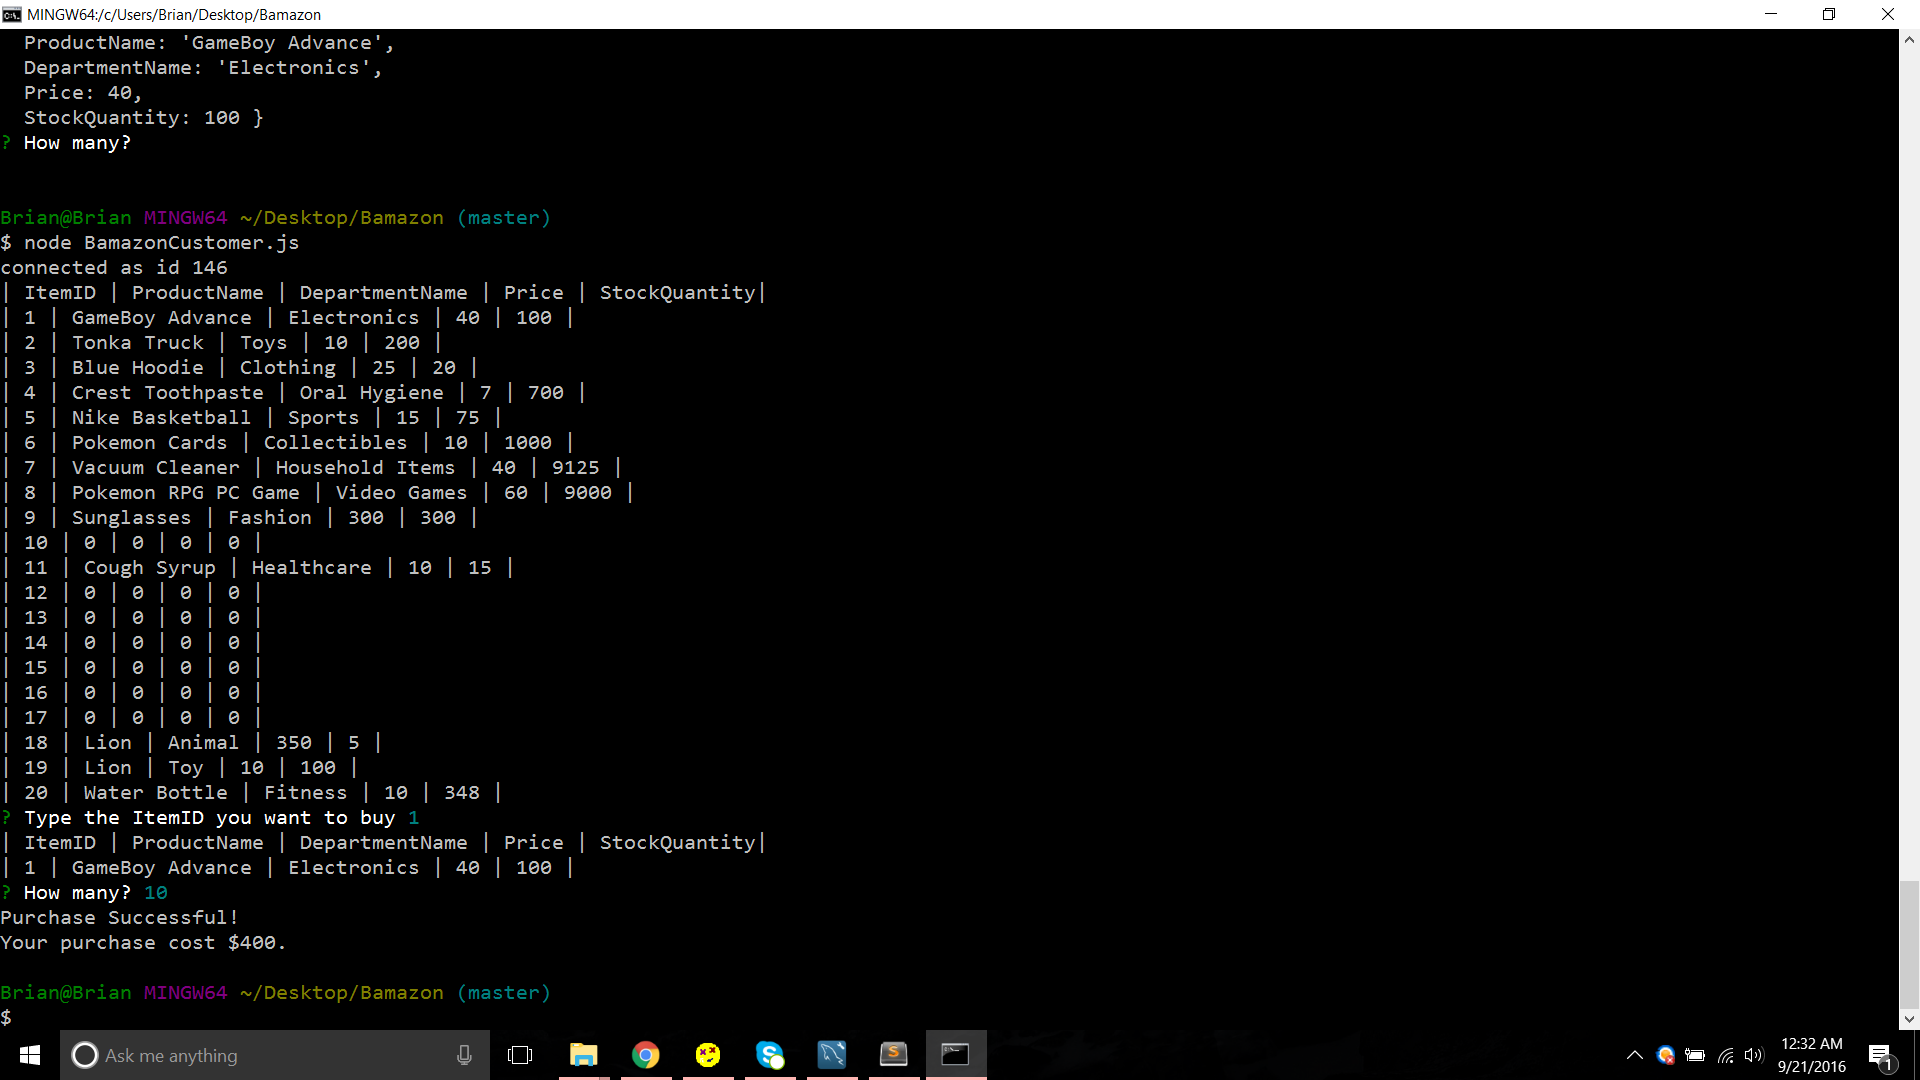 MINGW64:/c/Users/Brian/Desktop/Bamazon
ProductName: 'GameBoy Advance',
DepartmentName: 'Electronics',
Price: 40,
StockQuantity: 100 }
? How many?
Brian@Brian MINGW64 ~/Desktop/Bamazon (master)
$ node BamazonCustomer.js
connected as id 146
| ItemID | ProductName | DepartmentName | Price | StockQuantity|
| 1 | GameBoy Advance | Electronics | 40 | 100 |
| 2 | Tonka Truck | Toys | 10 | 200 |
| 3 | Blue Hoodie | Clothing | 25 | 20 |
| 4 | Crest Toothpaste | Oral Hygiene | 7 | 700 |
| 5 | Nike Basketball | Sports | 15 | 75 |
| 6 | Pokemon Cards | Collectibles | 10 | 1000 |
| 7 | Vacuum Cleaner | Household Items | 40 | 9125 |
| 8 | Pokemon RPG PC Game | Video Games | 60 | 9000 |
| 9 | Sunglasses | Fashion | 300 | 300 |
| 10 | 0 | 0 | 0 | 0 |
| 11 | Cough Syrup | Healthcare | 10 | 15 |
| 12 | 0 | 0 | 0 | 0 |
| 13 | 0 | 0 | 0 | 0 |
| 14 | 0 | 0 | 0 | 0 |
| 15 | 0 | 0 | 0 | 0 |
| 16 | 0 | 0 | 0 | 0 |
| 17 | 0 | 0 | 0 | 0 |
| 18 | Lion | Animal | 350 | 5 |
| 19 | Lion | Toy | 10 | 100 |
| 20 | Water Bottle | Fitness | 10 | 348 |
? Type the ItemID you want to buy 1
| ItemID | ProductName | DepartmentName | Price | StockQuantity|
| 1 | GameBoy Advance | Electronics | 40 | 100 |
? How many? 10
Purchase Successful!
Your purchase cost $400.
Brian@Brian MINGW64 ~/Desktop/Bamazon (master)
$
Ask me anything
12:32 AM
9/21/2016
1